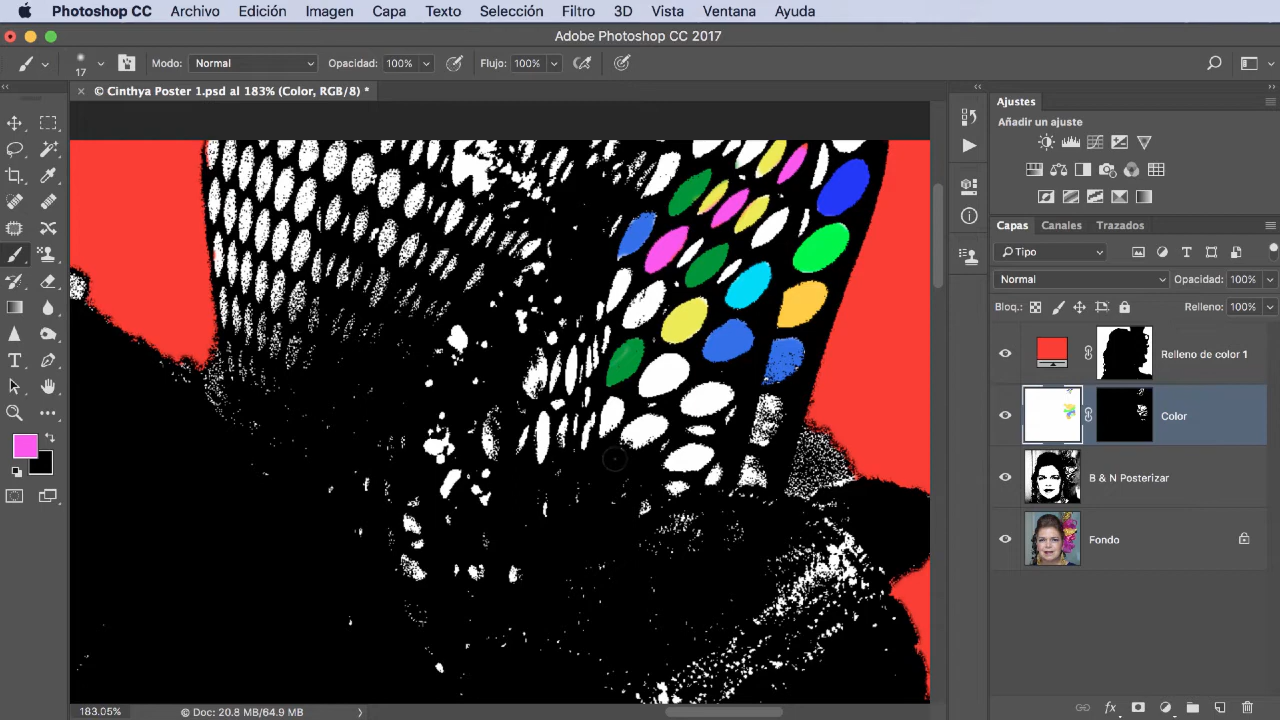 Photoshop CC Archivo Edición Imagen Capa Texto Selección Filtro 3D Vista Ventana Ayuda
Adobe Photoshop CC 2017
17 Modo: Normal Opacidad: 100% Flujo: 100%
© Cinthya Poster 1.psd al 183% (Color, RGB/8) *
Ajustes
Añadir un ajuste
Capas Canales Trazados
Tipo
Normal Opacidad: 100%
Bloq.: Relleno: 100%
Relleno de color 1
Color
B & N Posterizar
Fondo
183.05% © Doc: 20.8 MB/64.9 MB